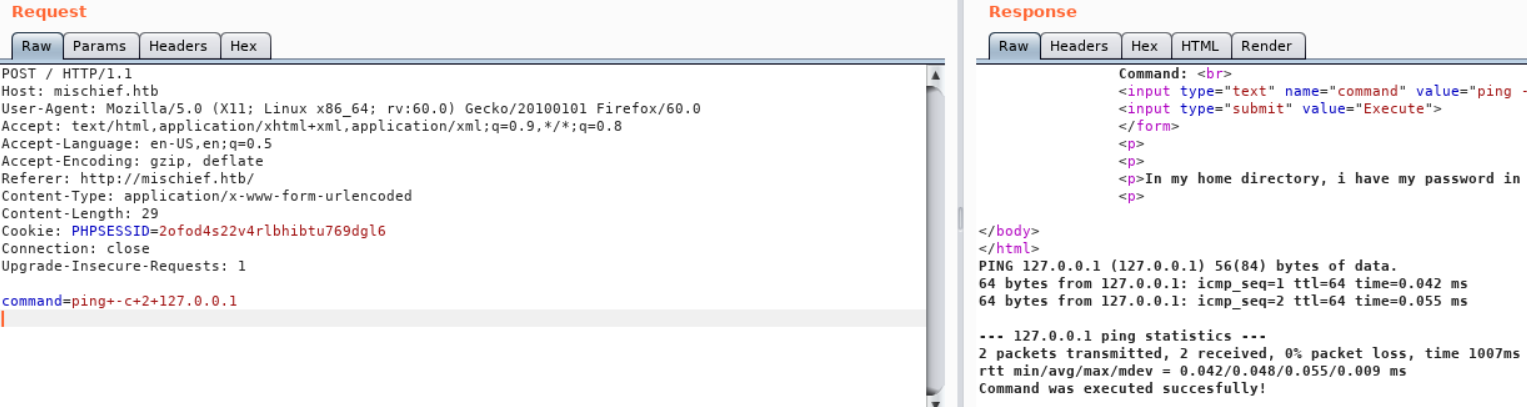 Request
Raw Params Headers Hex
POST / HTTP/1.1
Host: mischief.htb
User-Agent: Mozilla/5.0 (X11; Linux x86_64; rv:60.0) Gecko/20100101 Firefox/60.0
Accept: text/html,application/xhtml+xml,application/xml;q=0.9,*/*;q=0.8
Accept-Language: en-US,en;q=0.5
Accept-Encoding: gzip, deflate
Referer: http://mischief.htb/
Content-Type: application/x-www-form-urlencoded
Content-Length: 29
Cookie: PHPSESSID=2ofod4s22v4rlbhibtu769dgl6
Connection: close
Upgrade-Insecure-Requests: 1
command=ping+-c+2+127.0.0.1
Response
Raw Headers Hex HTML Render
Command: <br>
<input type="text" name="command" value="ping -
<input type="submit" value="Execute">
</form>
<p>
<p>
<p>In my home directory, i have my password in
<p>
</body>
</html>
PING 127.0.0.1 (127.0.0.1) 56(84) bytes of data.
64 bytes from 127.0.0.1: icmp_seq=1 ttl=64 time=0.042 ms
64 bytes from 127.0.0.1: icmp_seq=2 ttl=64 time=0.055 ms
--- 127.0.0.1 ping statistics ---
2 packets transmitted, 2 received, 0% packet loss, time 1007ms
rtt min/avg/max/mdev = 0.042/0.048/0.055/0.009 ms
Command was executed succesfully!